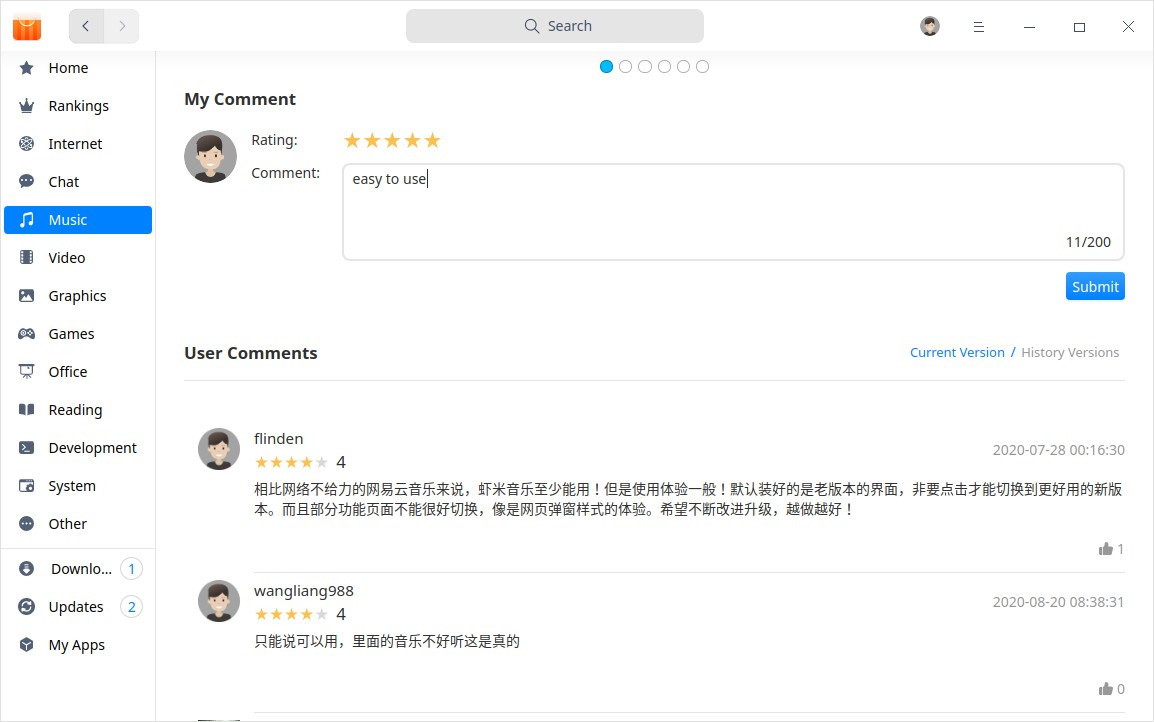 Search
Home
Rankings
Internet
Chat
Music
Video
Graphics
Games
Office
Reading
Development
System
Other
Downlo...
1
Updates
2
My Apps
My Comment
Rating:
Comment:
easy to use
11/200
Submit
User Comments
Current Version / History Versions
flinden
2020-07-28 00:16:30
4
相比网络不给力的网易云音乐来说，虾米音乐至少能用！但是使用体验一般！默认装好的是老版本的界面，非要点击才能切换到更好用的新版
本。而且部分功能页面不能很好切换，像是网页弹窗样式的体验。希望不断改进升级，越做越好！
1
wangliang988
2020-08-20 08:38:31
4
只能说可以用，里面的音乐不好听这是真的
0